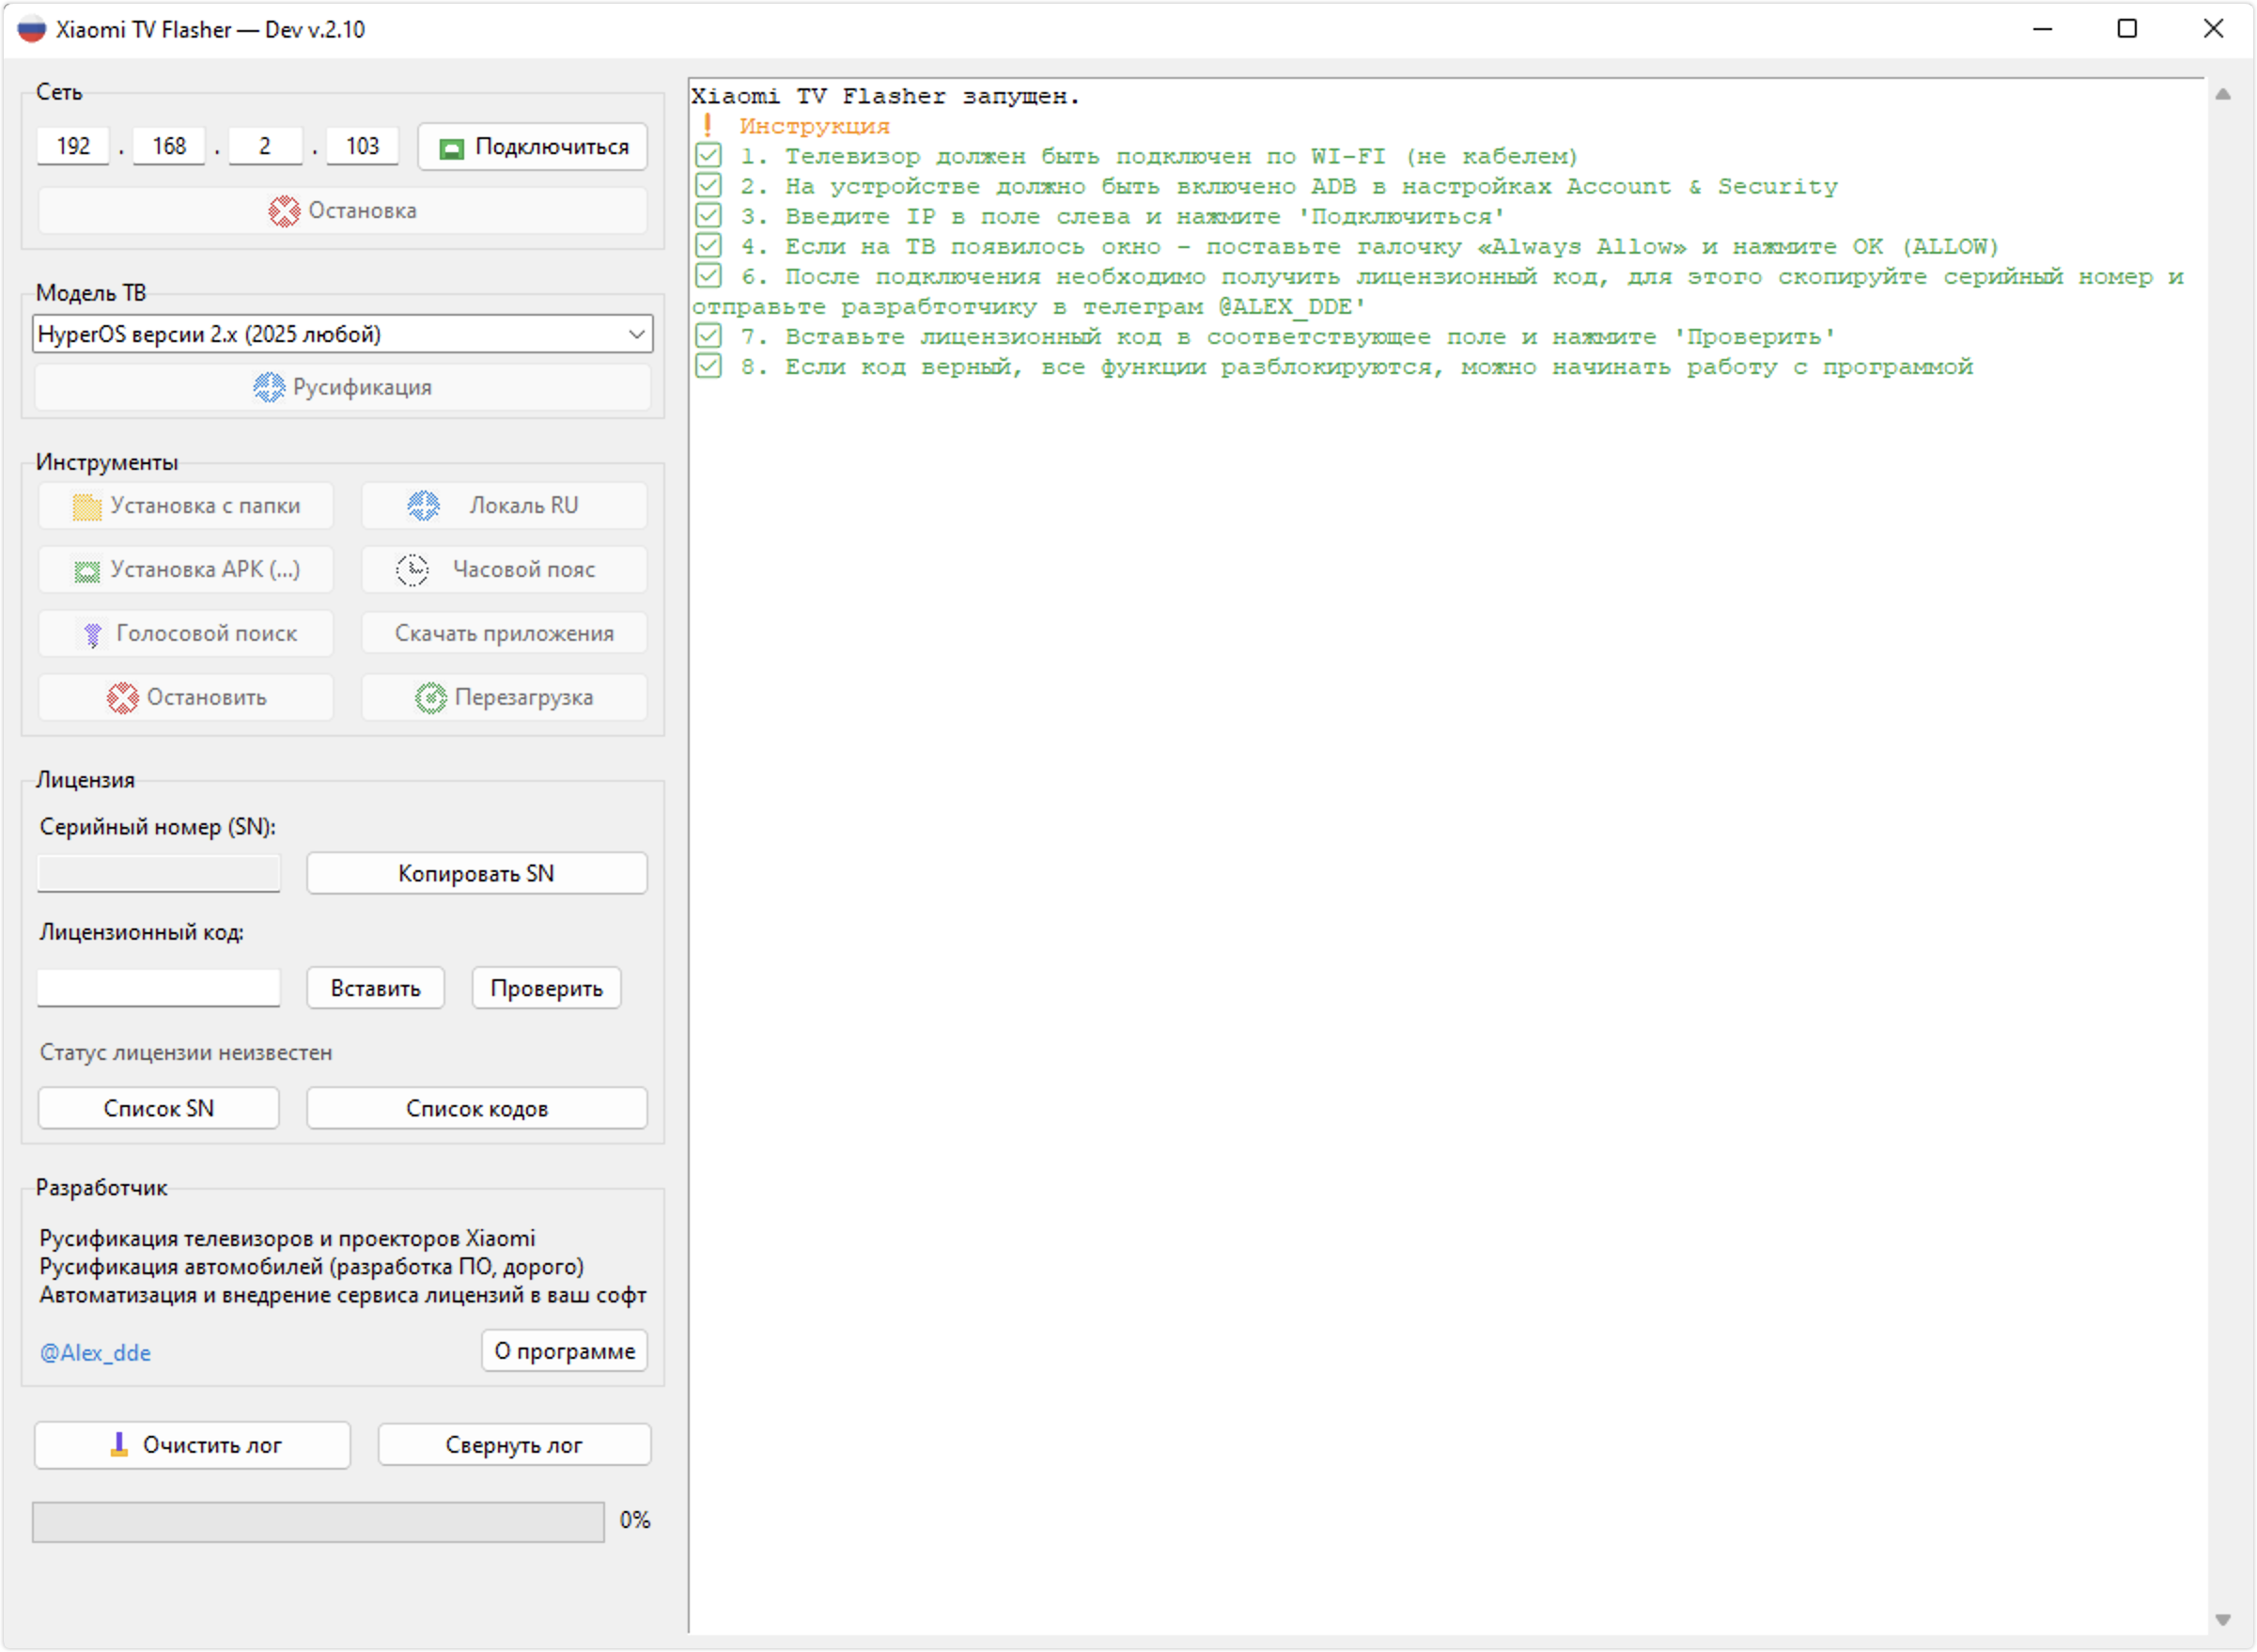 Xiaomi TV Flasher — Dev v.2.10
Сеть
192 . 168 . 2 . 103 Подключиться
Остановка
Модель ТВ
HyperOS версии 2.x (2025 любой)
Русификация
Инструменты
Установка с папки Локаль RU
Установка APK (...) Часовой пояс
Голосовой поиск Скачать приложения
Остановить Перезагрузка
Лицензия
Серийный номер (SN):
Копировать SN
Лицензионный код:
Вставить Проверить
Статус лицензии неизвестен
Список SN Список кодов
Разработчик
Русификация телевизоров и проекторов Xiaomi
Русификация автомобилей (разработка ПО, дорого)
Автоматизация и внедрение сервиса лицензий в ваш софт
@Alex_dde О программе
Очистить лог Свернуть лог
0%
Xiaomi TV Flasher запущен.
❗ Инструкция
☑ 1. Телевизор должен быть подключен по WI-FI (не кабелем)
☑ 2. На устройстве должно быть включено ADB в настройках Account & Security
☑ 3. Введите IP в поле слева и нажмите 'Подключиться'
☑ 4. Если на ТВ появилось окно - поставьте галочку «Always Allow» и нажмите OK (ALLOW)
☑ 6. После подключения необходимо получить лицензионный код, для этого скопируйте серийный номер и
отправьте разрабтотчику в телеграм @ALEX_DDE'
☑ 7. Вставьте лицензионный код в соответствующее поле и нажмите 'Проверить'
☑ 8. Если код верный, все функции разблокируются, можно начинать работу с программой